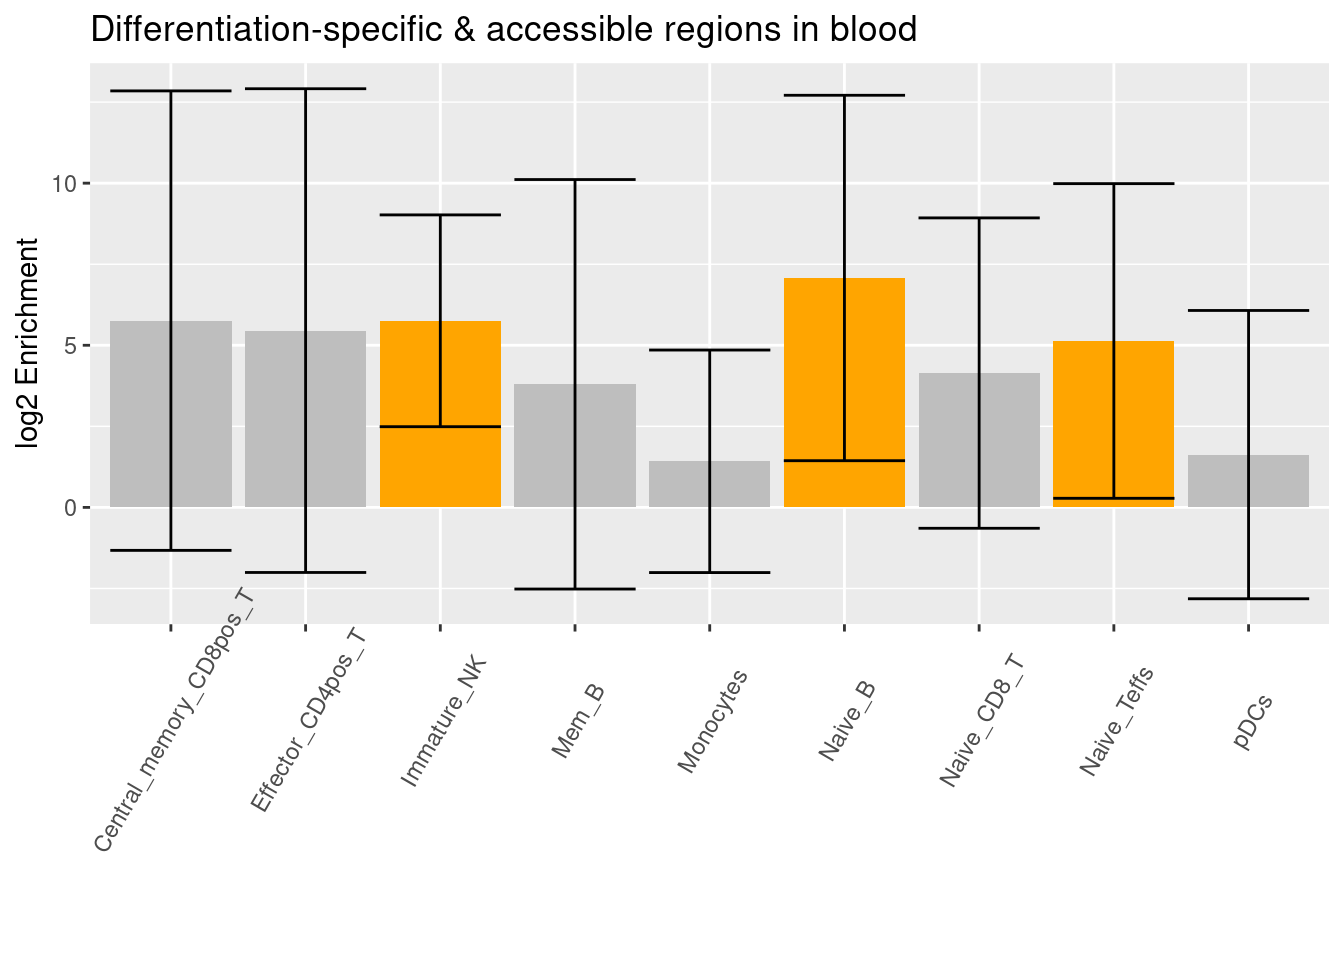 Differentiation-specific & accessible regions in blood
log2 Enrichment
10
5
0
Central_memory_CD8pos_T
Effector_CD4pos_T
Immature_NK
Mem_B
Monocytes
Naive_B
Naive_CD8_T
Naive_Teffs
pDCs